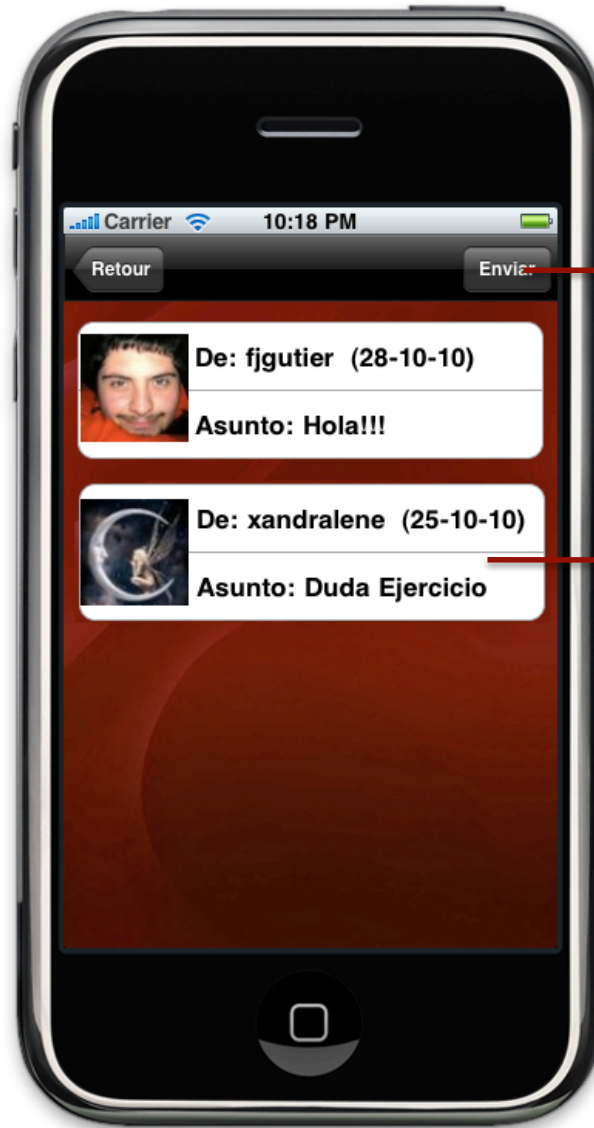 Carrier 10:18 PM
Retour Enviar
De: fjgutier (28-10-10)
Asunto: Hola!!!
De: xandralene (25-10-10)
Asunto: Duda Ejercicio